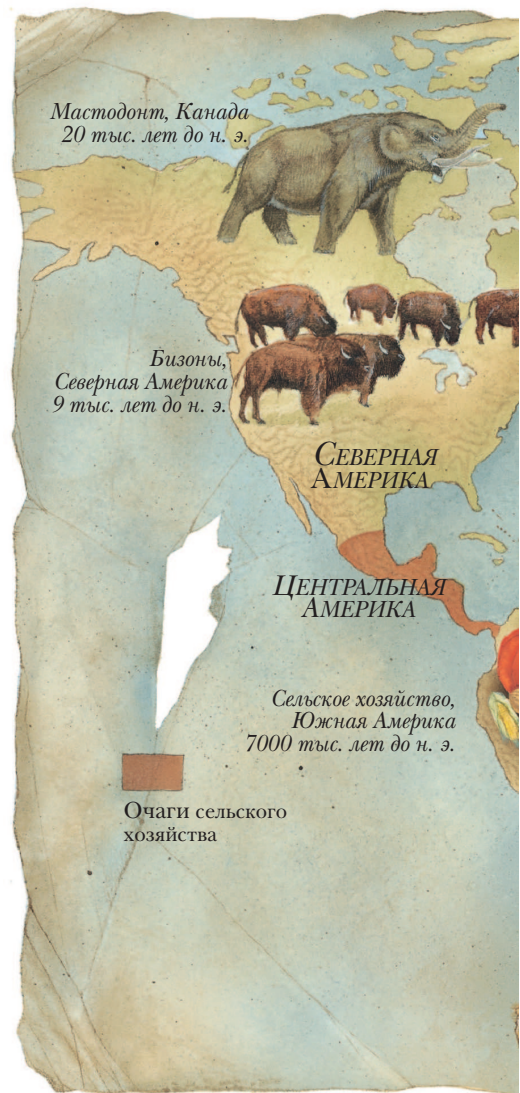 Мастодонт, Канада
20 тыс. лет до н. э.
Бизоны,
Северная Америка
9 тыс. лет до н. э.
СЕВЕРНАЯ
АМЕРИКА
ЦЕНТРАЛЬНАЯ
АМЕРИКА
Сельское хозяйство,
Южная Америка
7000 тыс. лет до н. э.
Очаги сельского
хозяйства